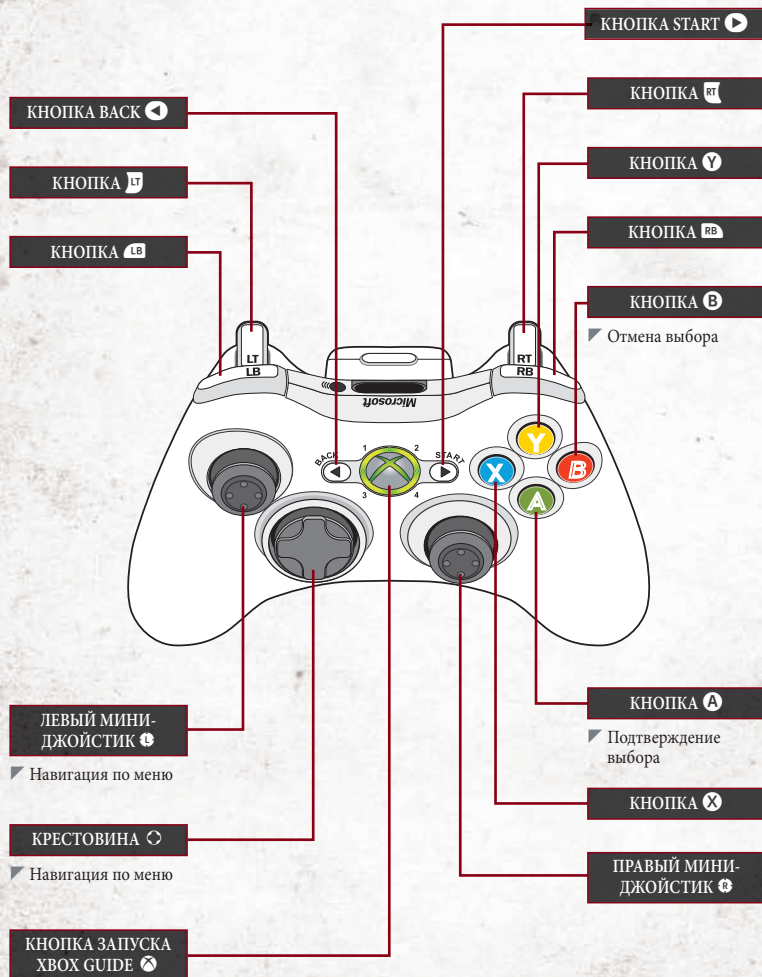 КНОПКА START
КНОПКА RT
КНОПКА BACK
КНОПКА Y
КНОПКА LT
КНОПКА RB
КНОПКА LB
КНОПКА B
Отмена выбора
LT
LB
RT
RB
Microsoft
BACK
1
2
START
3
4
Y
X
B
A
ЛЕВЫЙ МИНИ-
ДЖОЙСТИК L
Навигация по меню
КНОПКА A
Подтверждение
выбора
КНОПКА X
КРЕСТОВИНА
Навигация по меню
ПРАВЫЙ МИНИ-
ДЖОЙСТИК R
КНОПКА ЗАПУСКА
XBOX GUIDE